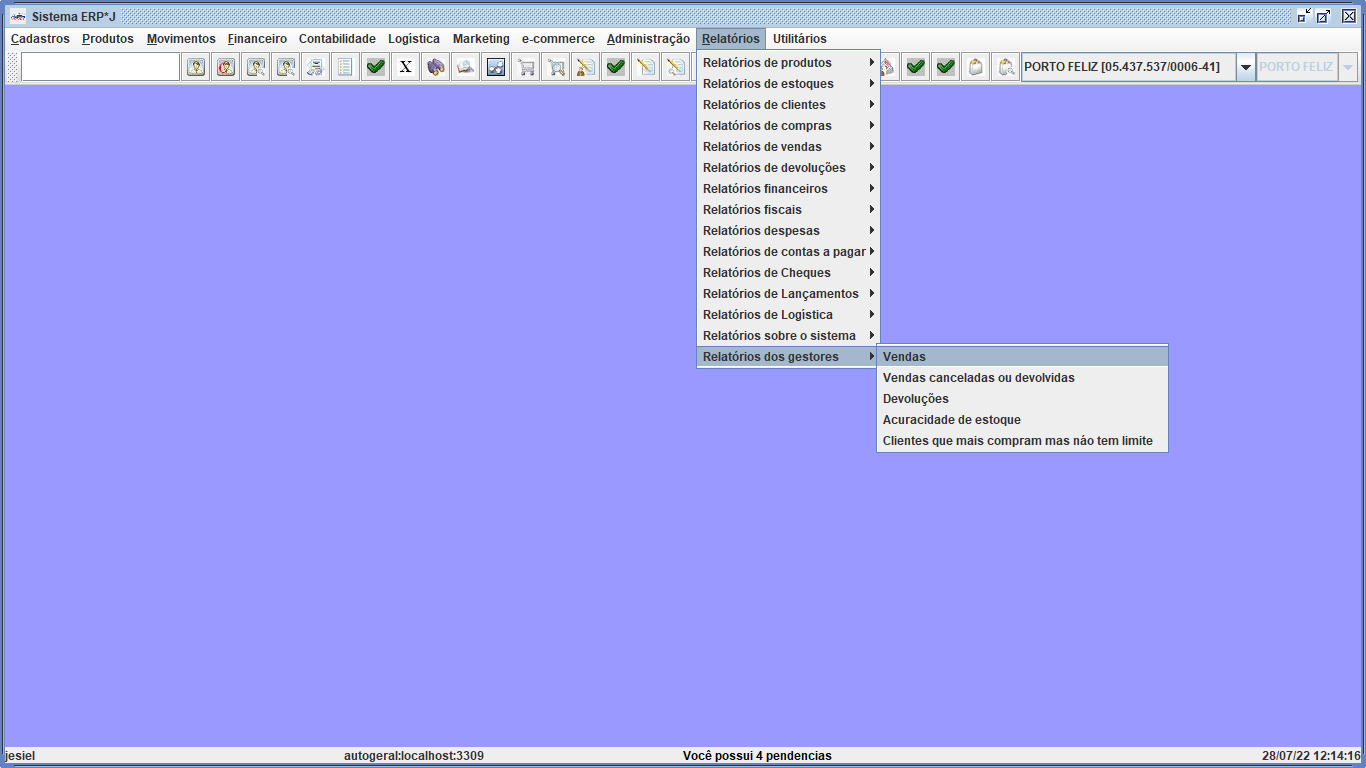 Sistema ERP*J
Cadastros Produtos Movimentos Financeiro Contabilidade Logística Marketing e-commerce Administração Relatórios Utilitários
X PORTO FELIZ [05.437.537/0006-41] PORTO FELIZ
Relatórios de produtos
Relatórios de estoques
Relatórios de clientes
Relatórios de compras
Relatórios de vendas
Relatórios de devoluções
Relatórios financeiros
Relatórios fiscais
Relatórios despesas
Relatórios de contas a pagar
Relatórios de Cheques
Relatórios de Lançamentos
Relatórios de Logística
Relatórios sobre o sistema
Relatórios dos gestores
Vendas
Vendas canceladas ou devolvidas
Devoluções
Acuracidade de estoque
Clientes que mais compram mas náo tem limite
jesiel autogeral:localhost:3309 Você possui 4 pendencias 28/07/22 12:14:16